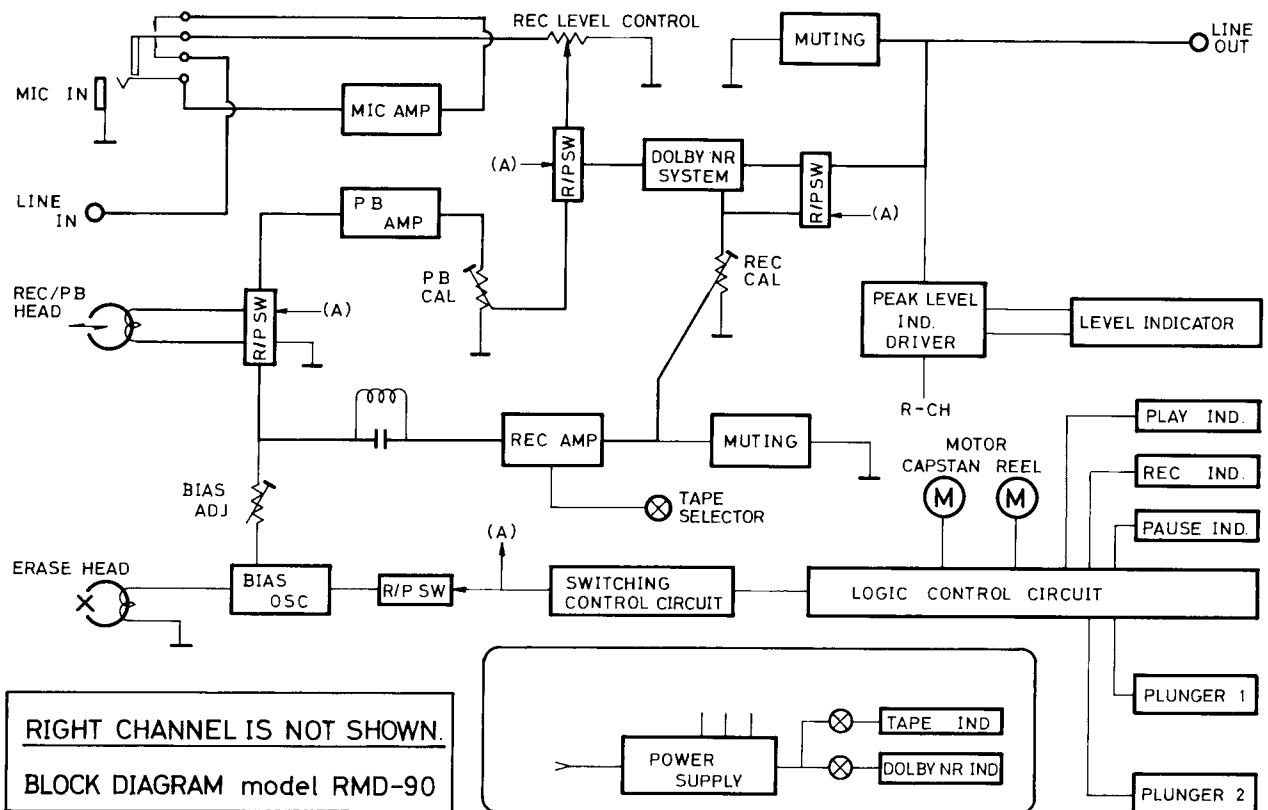 REC LEVEL CONTROL
MUTING
LINE
OUT
MIC IN
MIC AMP
(A)
R/P SW
DOLBY NR
SYSTEM
R/P SW
(A)
LINE
IN
PB
AMP
PB
CAL
REC
CAL
REC/PB
HEAD
R/P SW
(A)
PEAK LEVEL
IND.
DRIVER
LEVEL INDICATOR
R-CH
REC AMP
MUTING
PLAY IND.
MOTOR
CAPSTAN REEL
M
M
REC IND.
BIAS
ADJ
TAPE
SELECTOR
PAUSE IND.
(A)
ERASE HEAD
BIAS
OSC
R/P SW
SWITCHING
CONTROL CIRCUIT
LOGIC CONTROL CIRCUIT
PLUNGER 1
RIGHT CHANNEL IS NOT SHOWN.
BLOCK DIAGRAM model RMD-90
POWER
SUPPLY
TAPE IND
DOLBY NR IND
PLUNGER 2